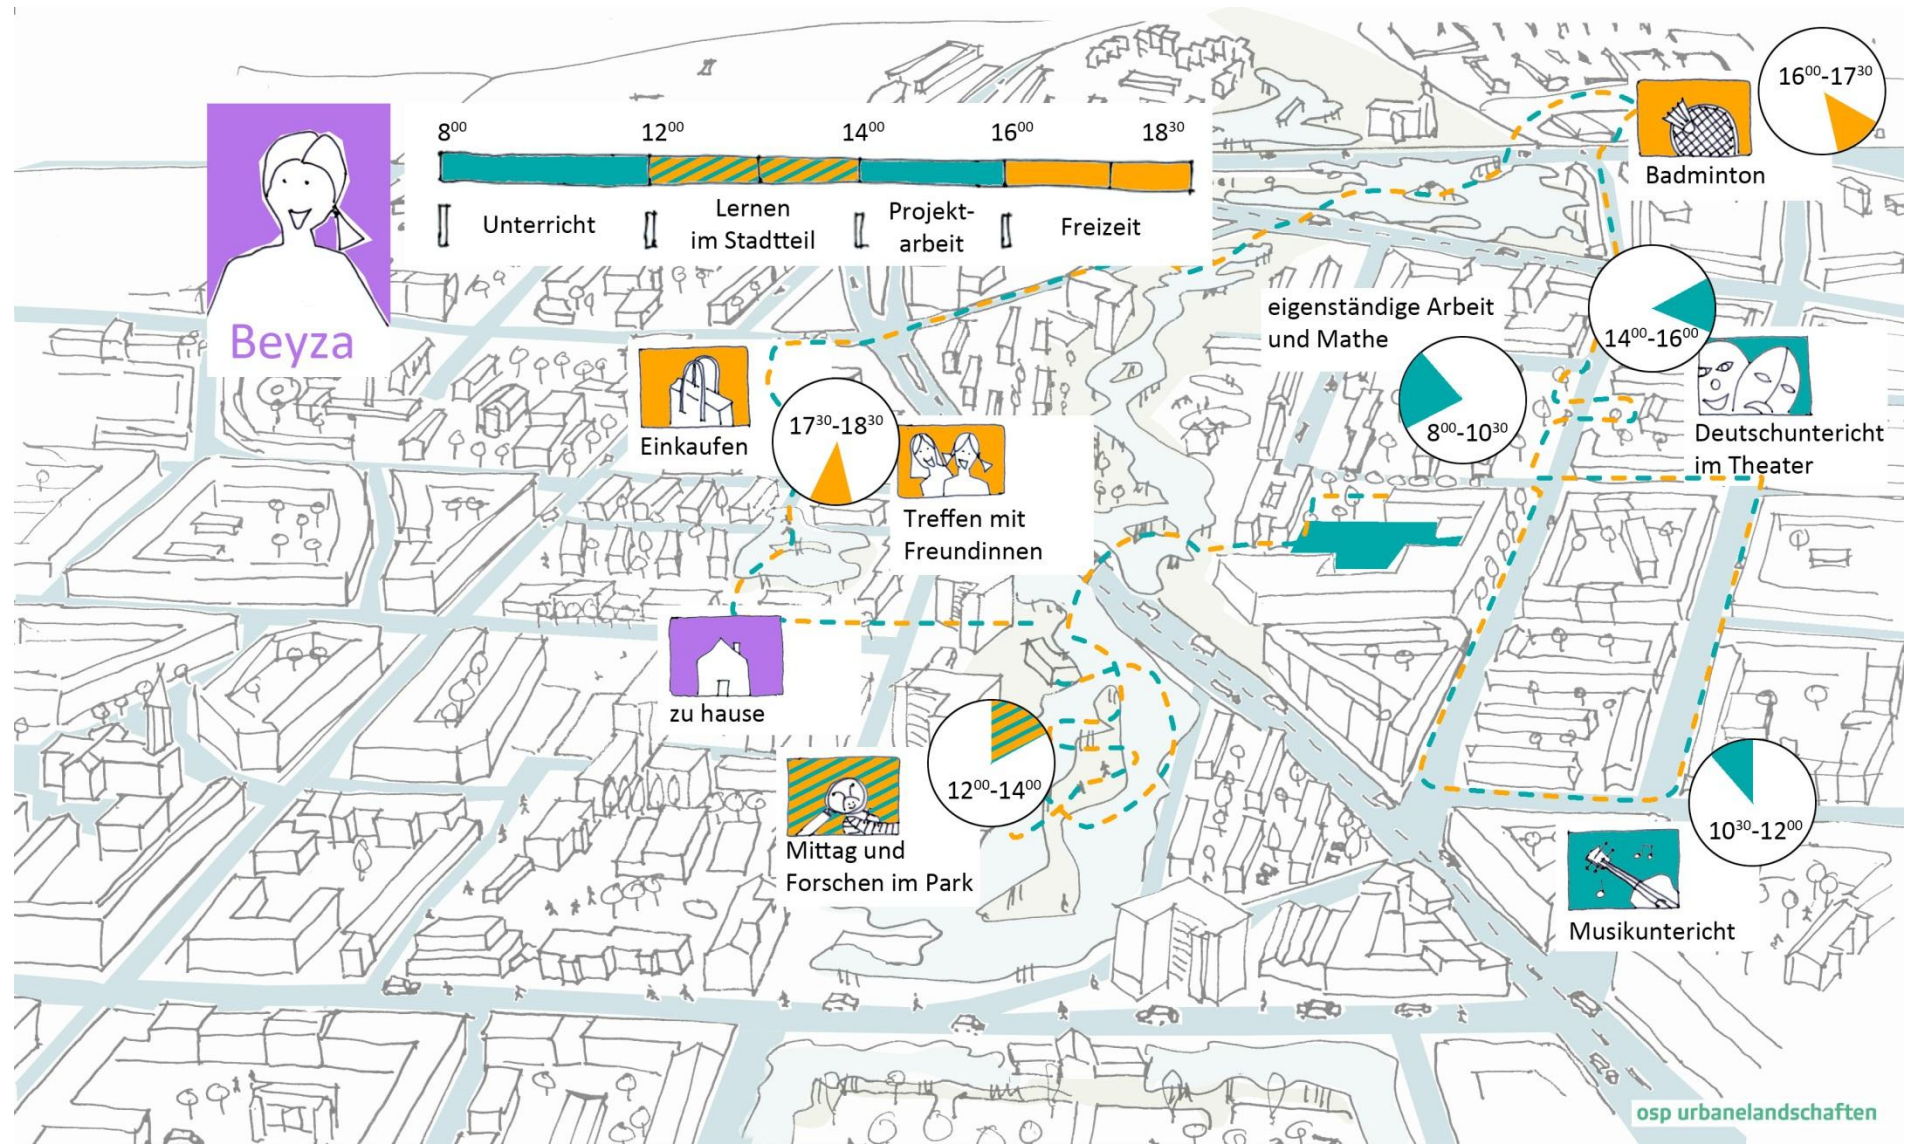 Beyza
8⁰⁰ 12⁰⁰ 14⁰⁰ 16⁰⁰ 18³⁰
Unterricht
Lernen
im Stadtteil
Projekt-
arbeit
Freizeit
16⁰⁰-17³⁰
Badminton
eigenständige Arbeit
und Mathe
8⁰⁰-10³⁰
14⁰⁰-16⁰⁰
Deutschuntericht
im Theater
Einkaufen
17³⁰-18³⁰
Treffen mit
Freundinnen
zu hause
12⁰⁰-14⁰⁰
Mittag und
Forschen im Park
10³⁰-12⁰⁰
Musikuntericht
osp urbanelandschaften